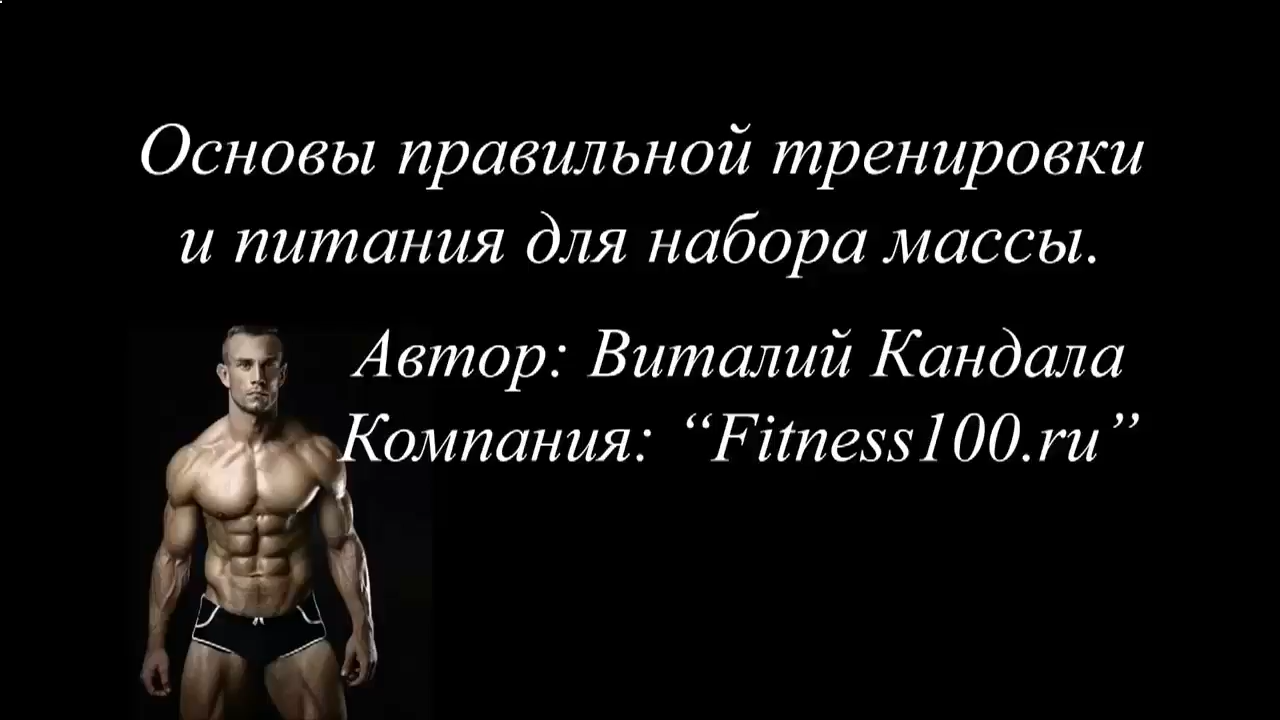 Основы правильной тренировки
и питания для набора массы.
Автор: Виталий Кандала
Компания: “Fitness100.ru”